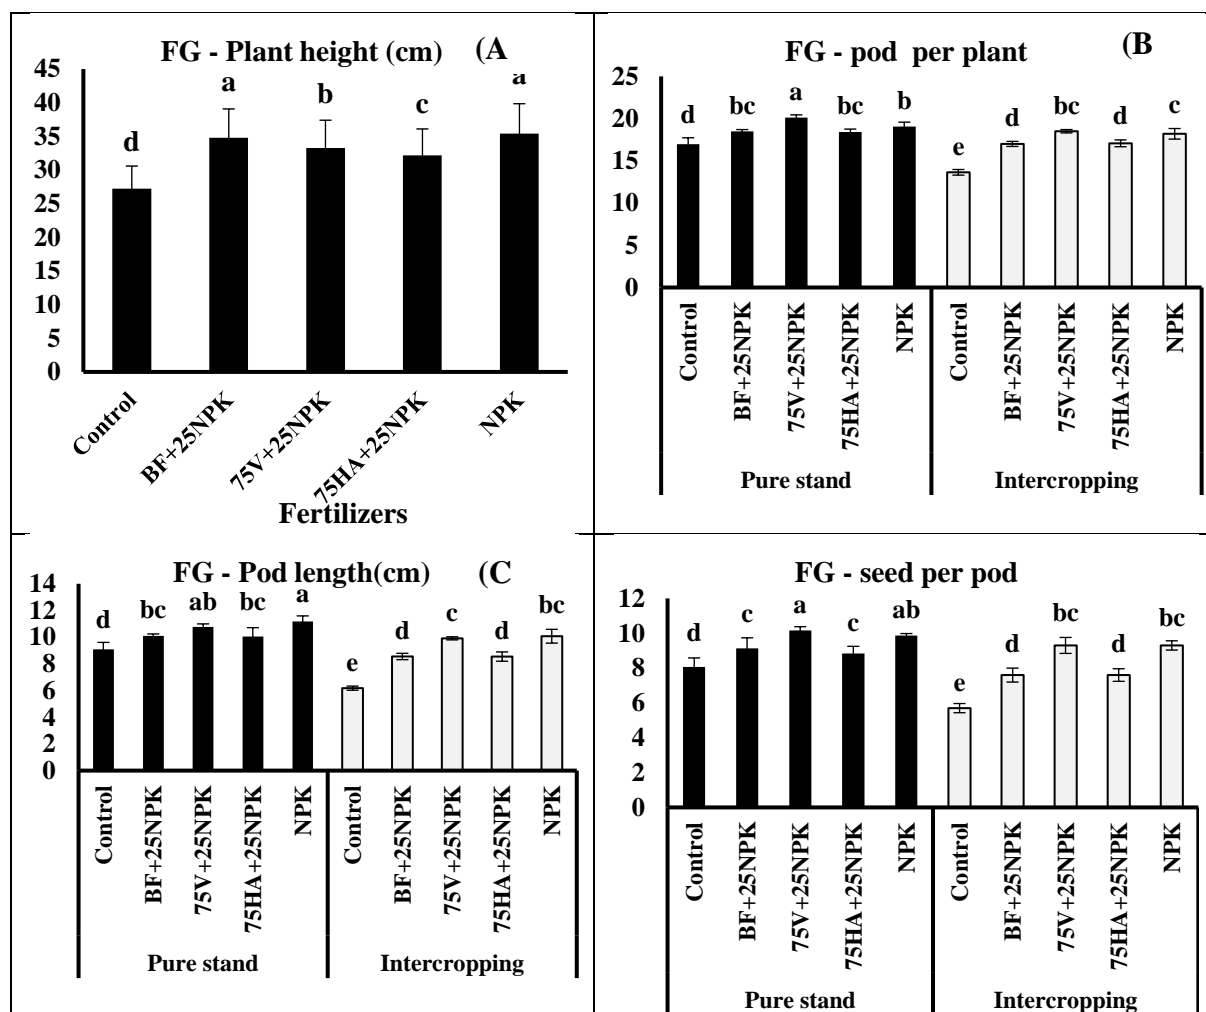 FG - Plant height (cm) (A
45
40
35
30
25
20
15
10
5
0
d
a
b
c
a
Control
BF+25NPK
75V+25NPK
75HA+25NPK
NPK
Fertilizers
FG - pod per plant (B
25
20
15
10
5
0
d
bc
a
bc
b
e
d
bc
d
c
Control
BF+25NPK
75V+25NPK
75HA+25NPK
NPK
Control
BF+25NPK
75V+25NPK
75HA+25NPK
NPK
Pure stand
Intercropping
FG - Pod length(cm) (C
14
12
10
8
6
4
2
0
d
bc
ab
bc
a
e
d
c
d
bc
Control
BF+25NPK
75V+25NPK
75HA+25NPK
NPK
Control
BF+25NPK
75V+25NPK
75HA+25NPK
NPK
Pure stand
Intercropping
FG - seed per pod
12
10
8
6
4
2
0
d
c
a
c
ab
e
d
bc
d
bc
Control
BF+25NPK
75V+25NPK
75HA+25NPK
NPK
Control
BF+25NPK
75V+25NPK
75HA+25NPK
NPK
Pure stand
Intercropping